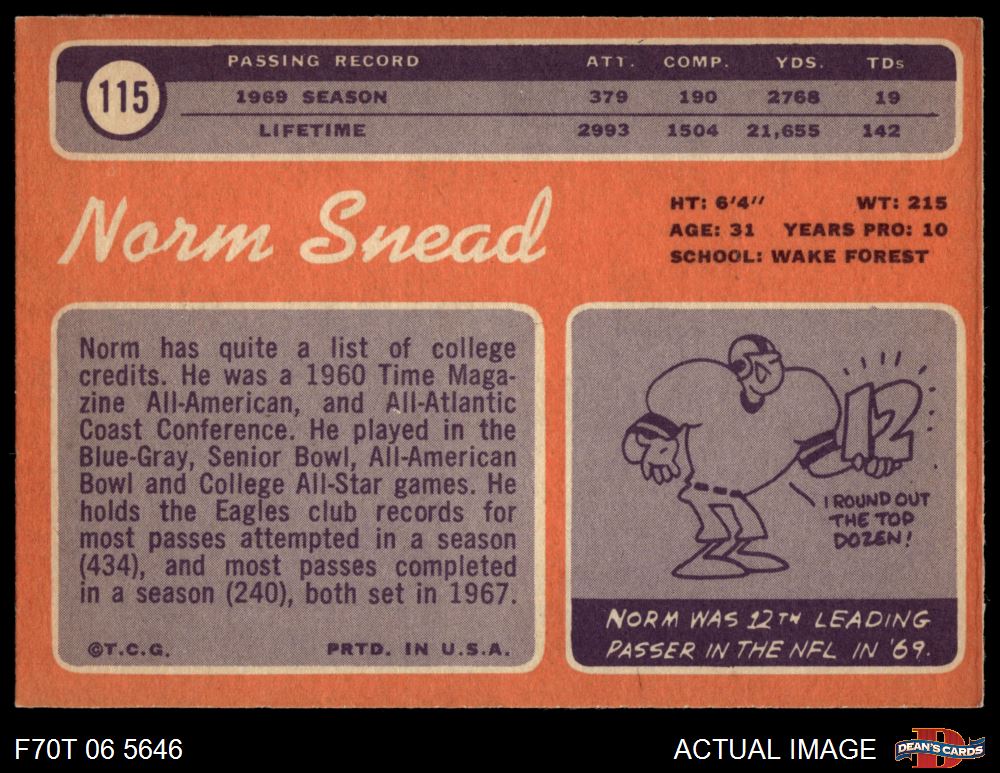 115
PASSING RECORD ATT. COMP. YDS. TDs
1969 SEASON 379 190 2768 19
LIFETIME 2993 1504 21,655 142
Norm Snead
HT: 6'4" WT: 215
AGE: 31 YEARS PRO: 10
SCHOOL: WAKE FOREST
Norm has quite a list of college
credits. He was a 1960 Time Maga-
zine All-American, and All-Atlantic
Coast Conference. He played in the
Blue-Gray, Senior Bowl, All-American
Bowl and College All-Star games. He
holds the Eagles club records for
most passes attempted in a season
(434), and most passes completed
in a season (240), both set in 1967.
©T.C.G. PRTD. IN U.S.A.
12
I ROUND OUT
THE TOP
DOZEN!
NORM WAS 12TH LEADING
PASSER IN THE NFL IN '69.
F70T 06 5646
ACTUAL IMAGE
D
DEAN'S CARDS